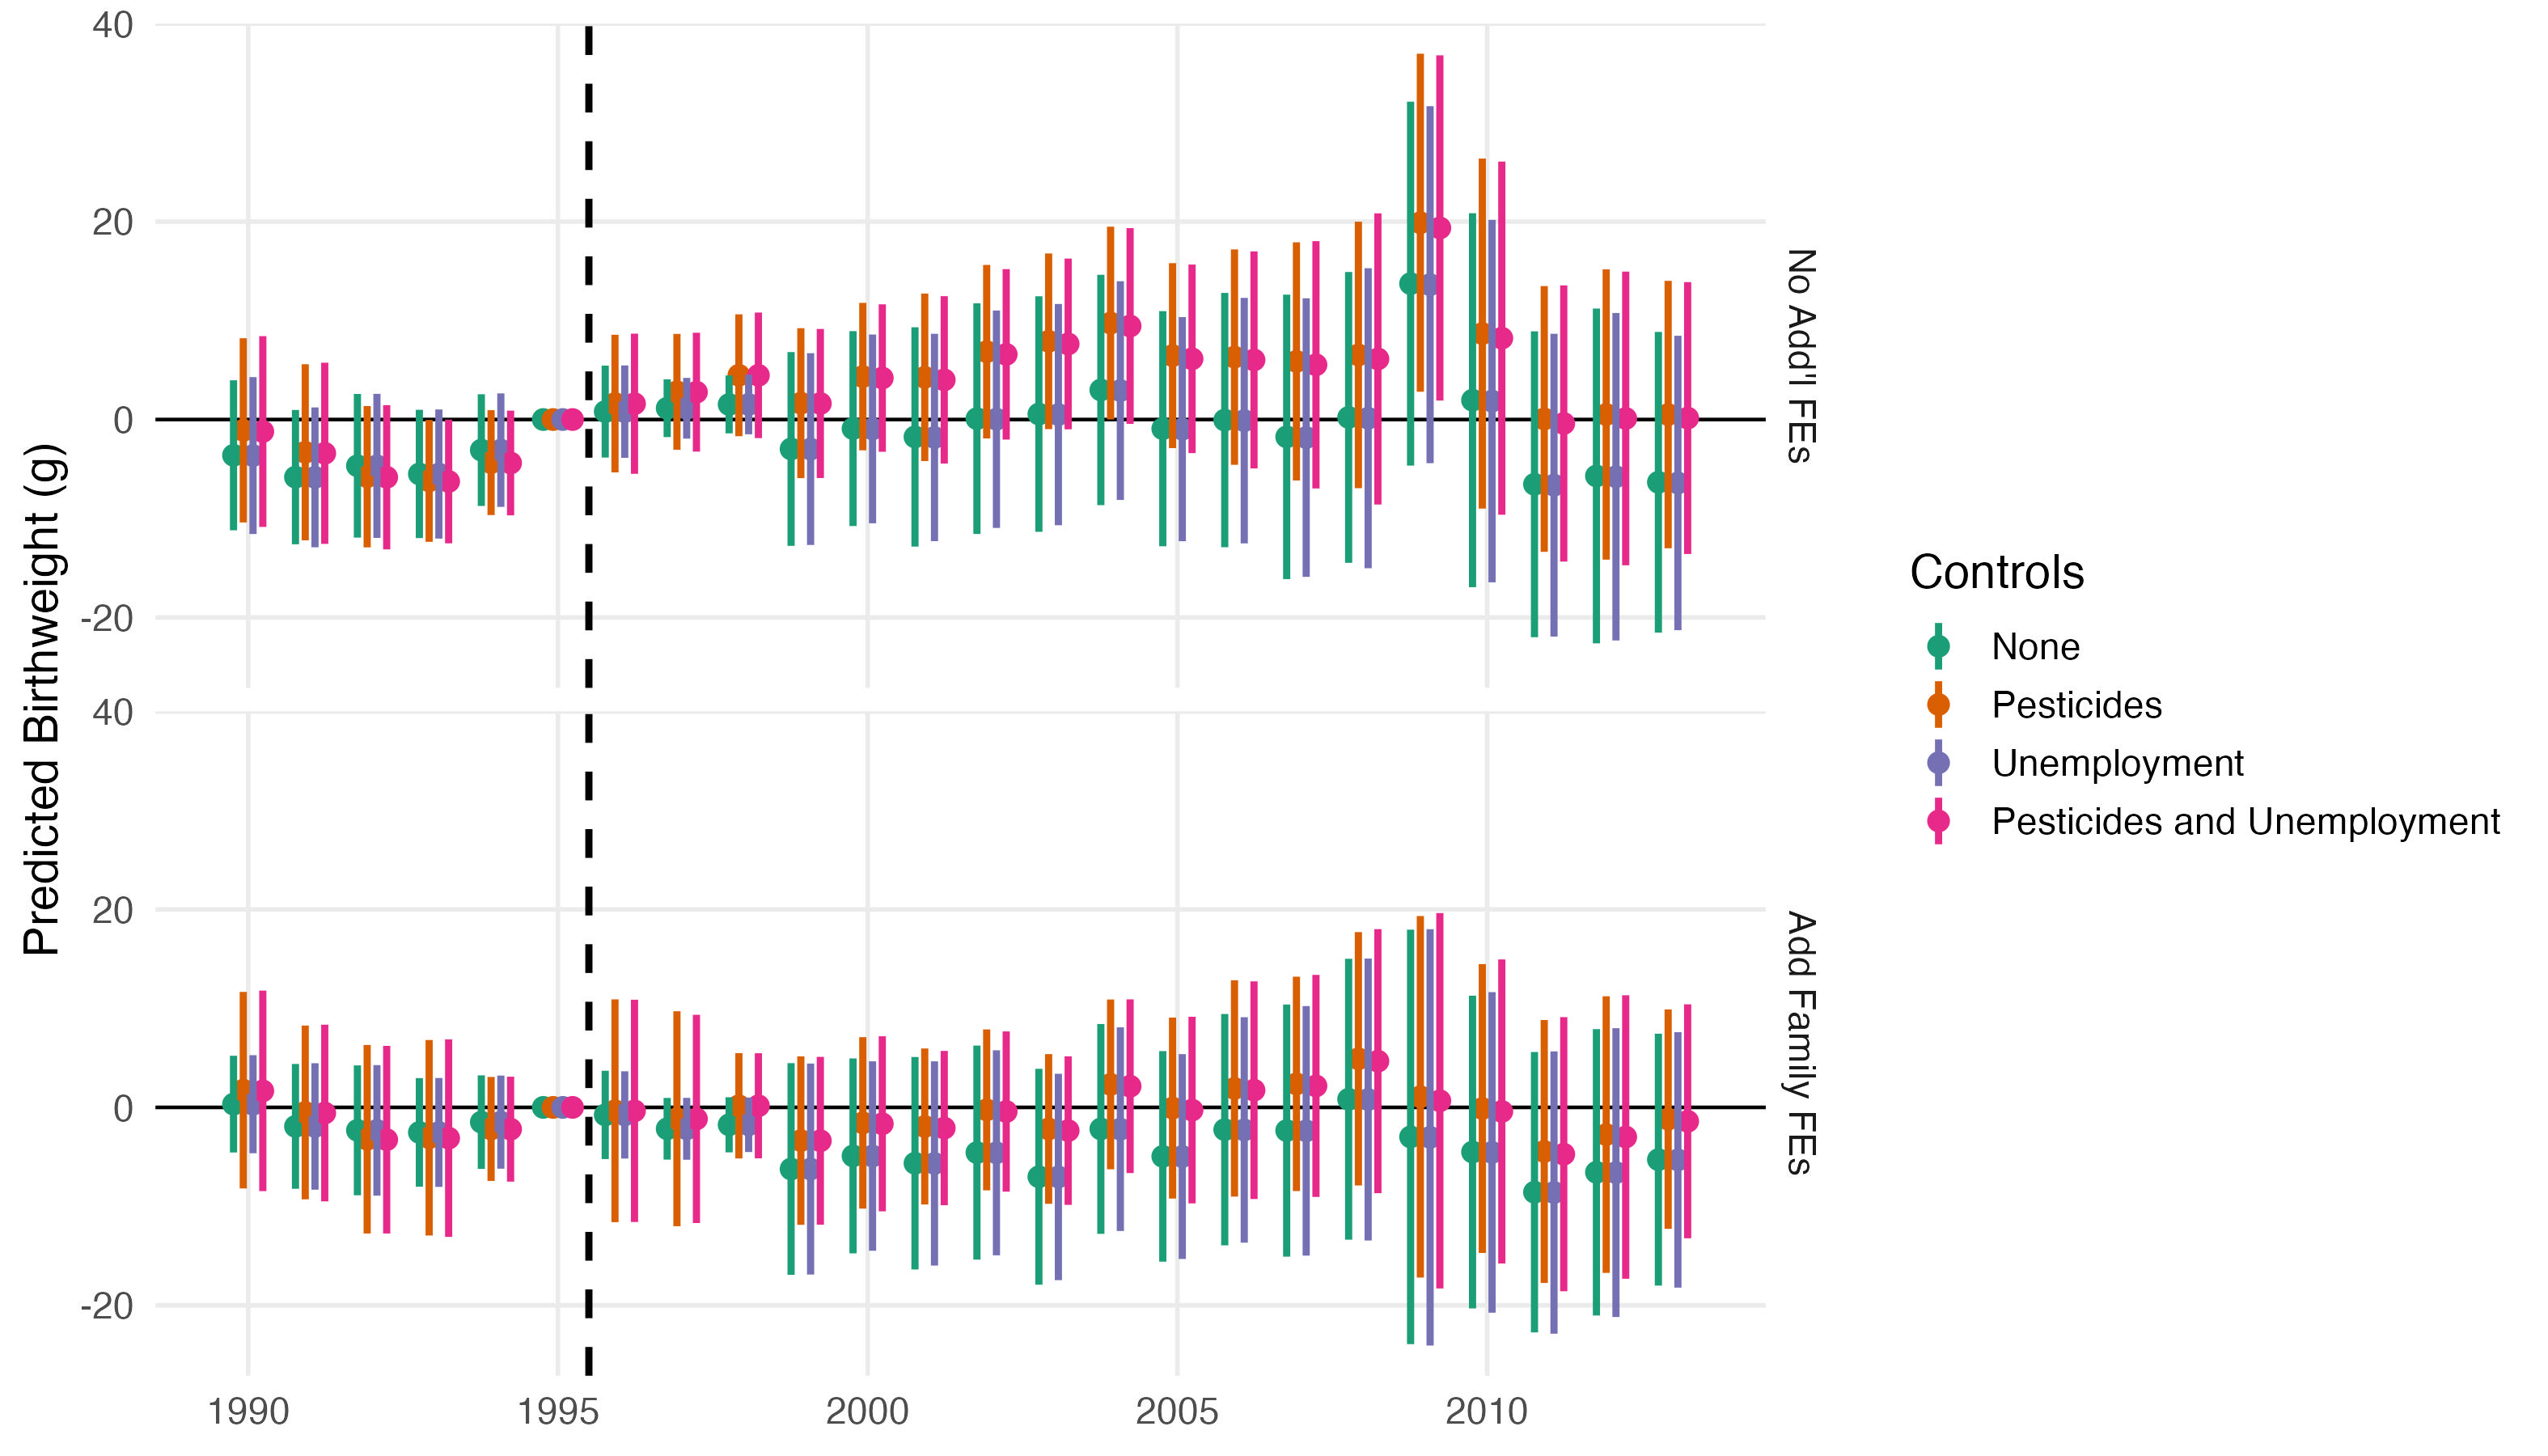 Predicted Birthweight (g)
40
20
0
-20
No Add'l FEs
40
20
0
-20
Add Family FEs
1990
1995
2000
2005
2010
Controls
None
Pesticides
Unemployment
Pesticides and Unemployment